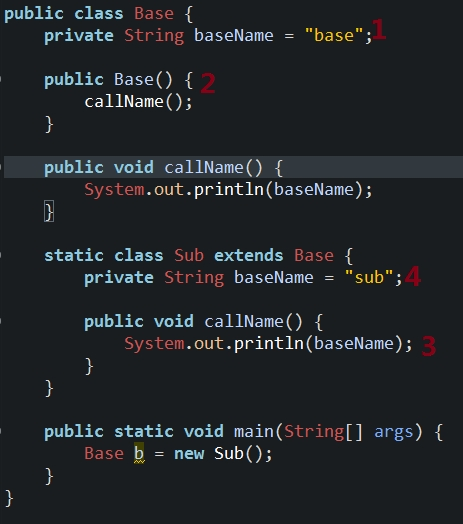 public class Base {
private String baseName = "base"; 1
public Base() { 2
callName();
}
public void callName() {
System.out.println(baseName);
}
static class Sub extends Base {
private String baseName = "sub"; 4
public void callName() {
System.out.println(baseName); 3
}
}
public static void main(String[] args) {
Base b = new Sub();
}
}